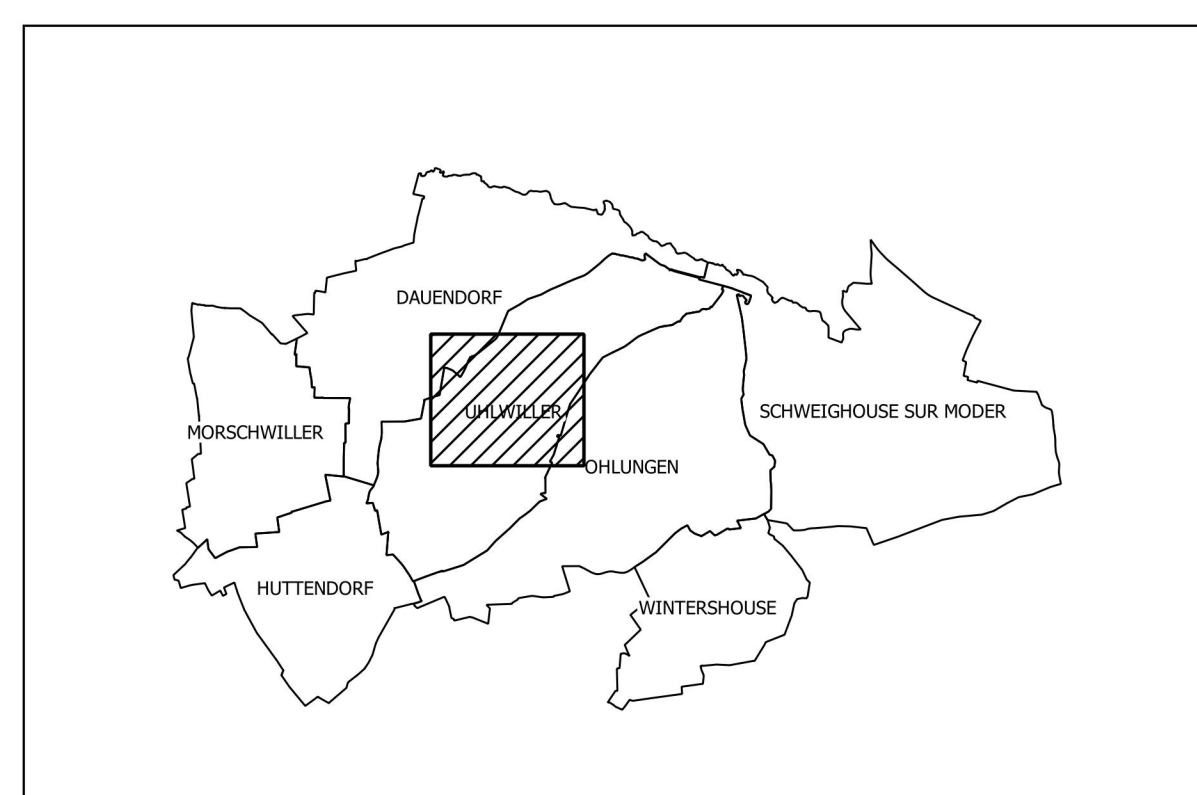 DAUENDORF
UHLWILLER
SCHWEIGHOUSE SUR MODER
MORSCHWILLER
OHLUNGEN
HUTTENDORF
WINTERSHOUSE